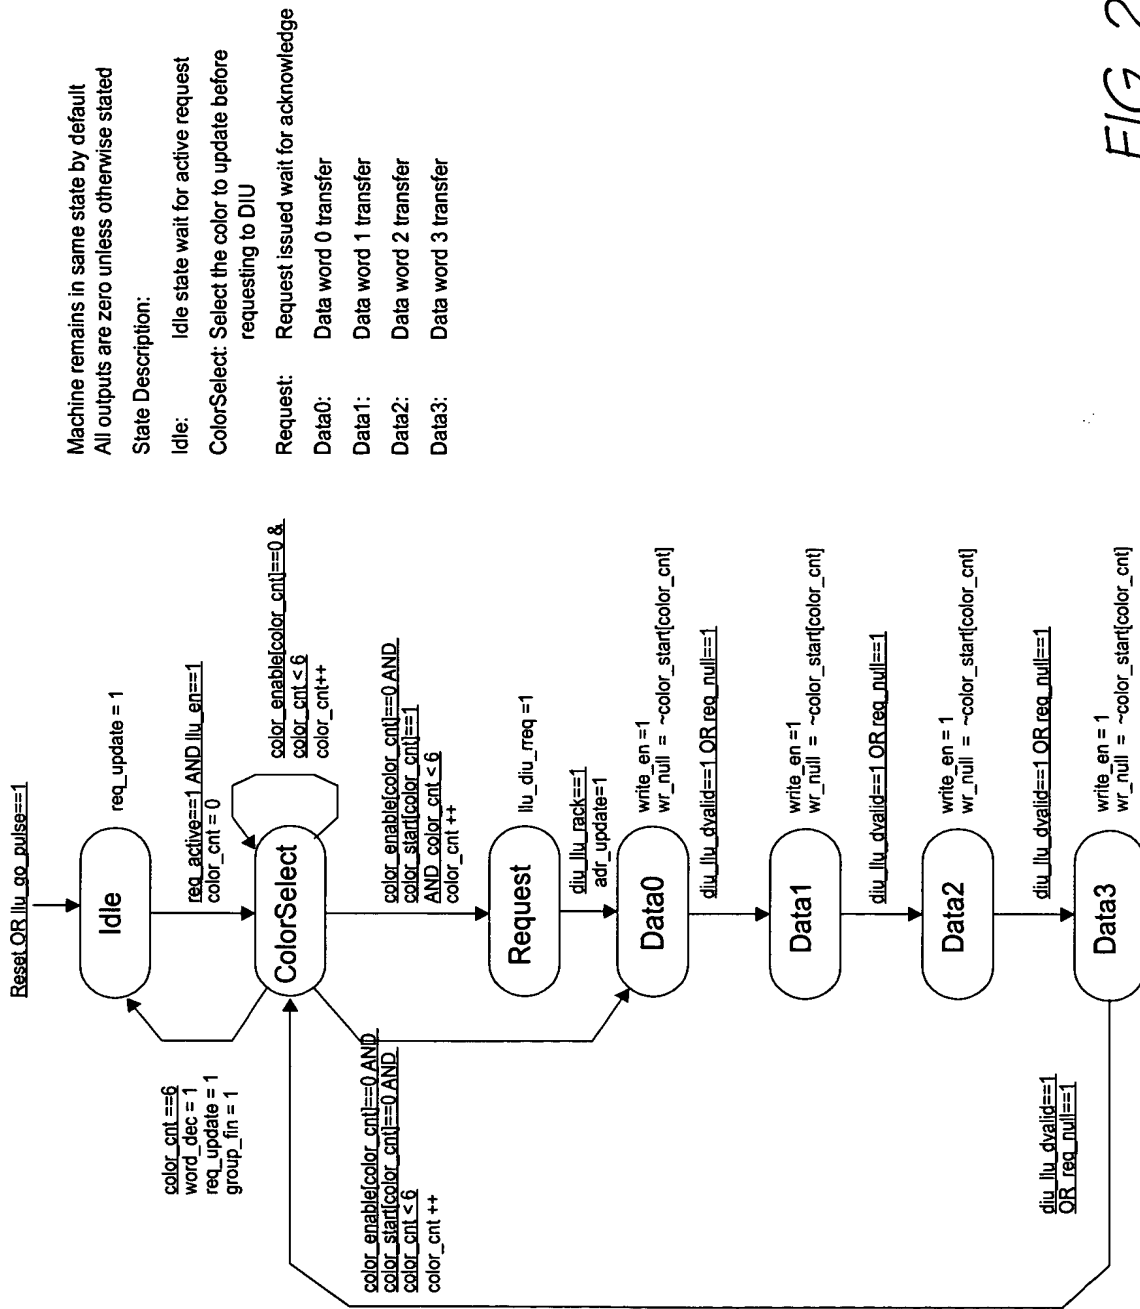 Reset OR llu_go_pulse==1
Idle
req_update = 1
req_active==1 AND llu_en==1
color_cnt = 0
color_cnt ==6
word_dec = 1
req_update = 1
group_fin = 1
ColorSelect
color_enable[color_cnt]==0 &
color_cnt < 6
color_cnt++
color_enable[color_cnt]==0 AND
color_start[color_cnt]==1
AND color_cnt < 6
color_cnt ++
color_enable[color_cnt]==0 AND
color_start[color_cnt]==0 AND
color_cnt < 6
color_cnt ++
Request
llu_diu_rreq =1
diu_llu_rack==1
adr_update=1
Data0
write_en =1
wr_null = ~color_start[color_cnt]
diu_llu_dvalid==1 OR req_null==1
Data1
write_en =1
wr_null = ~color_start[color_cnt]
diu_llu_dvalid==1 OR req_null==1
Data2
write_en = 1
wr_null = ~color_start[color_cnt]
diu_llu_dvalid==1 OR req_null==1
Data3
write_en = 1
wr_null = ~color_start[color_cnt]
diu_llu_dvalid==1
OR req_null==1
Machine remains in same state by default
All outputs are zero unless otherwise stated
State Description:
Idle: Idle state wait for active request
ColorSelect: Select the color to update before
requesting to DIU
Request: Request issued wait for acknowledge
Data0: Data word 0 transfer
Data1: Data word 1 transfer
Data2: Data word 2 transfer
Data3: Data word 3 transfer
FIG. 2